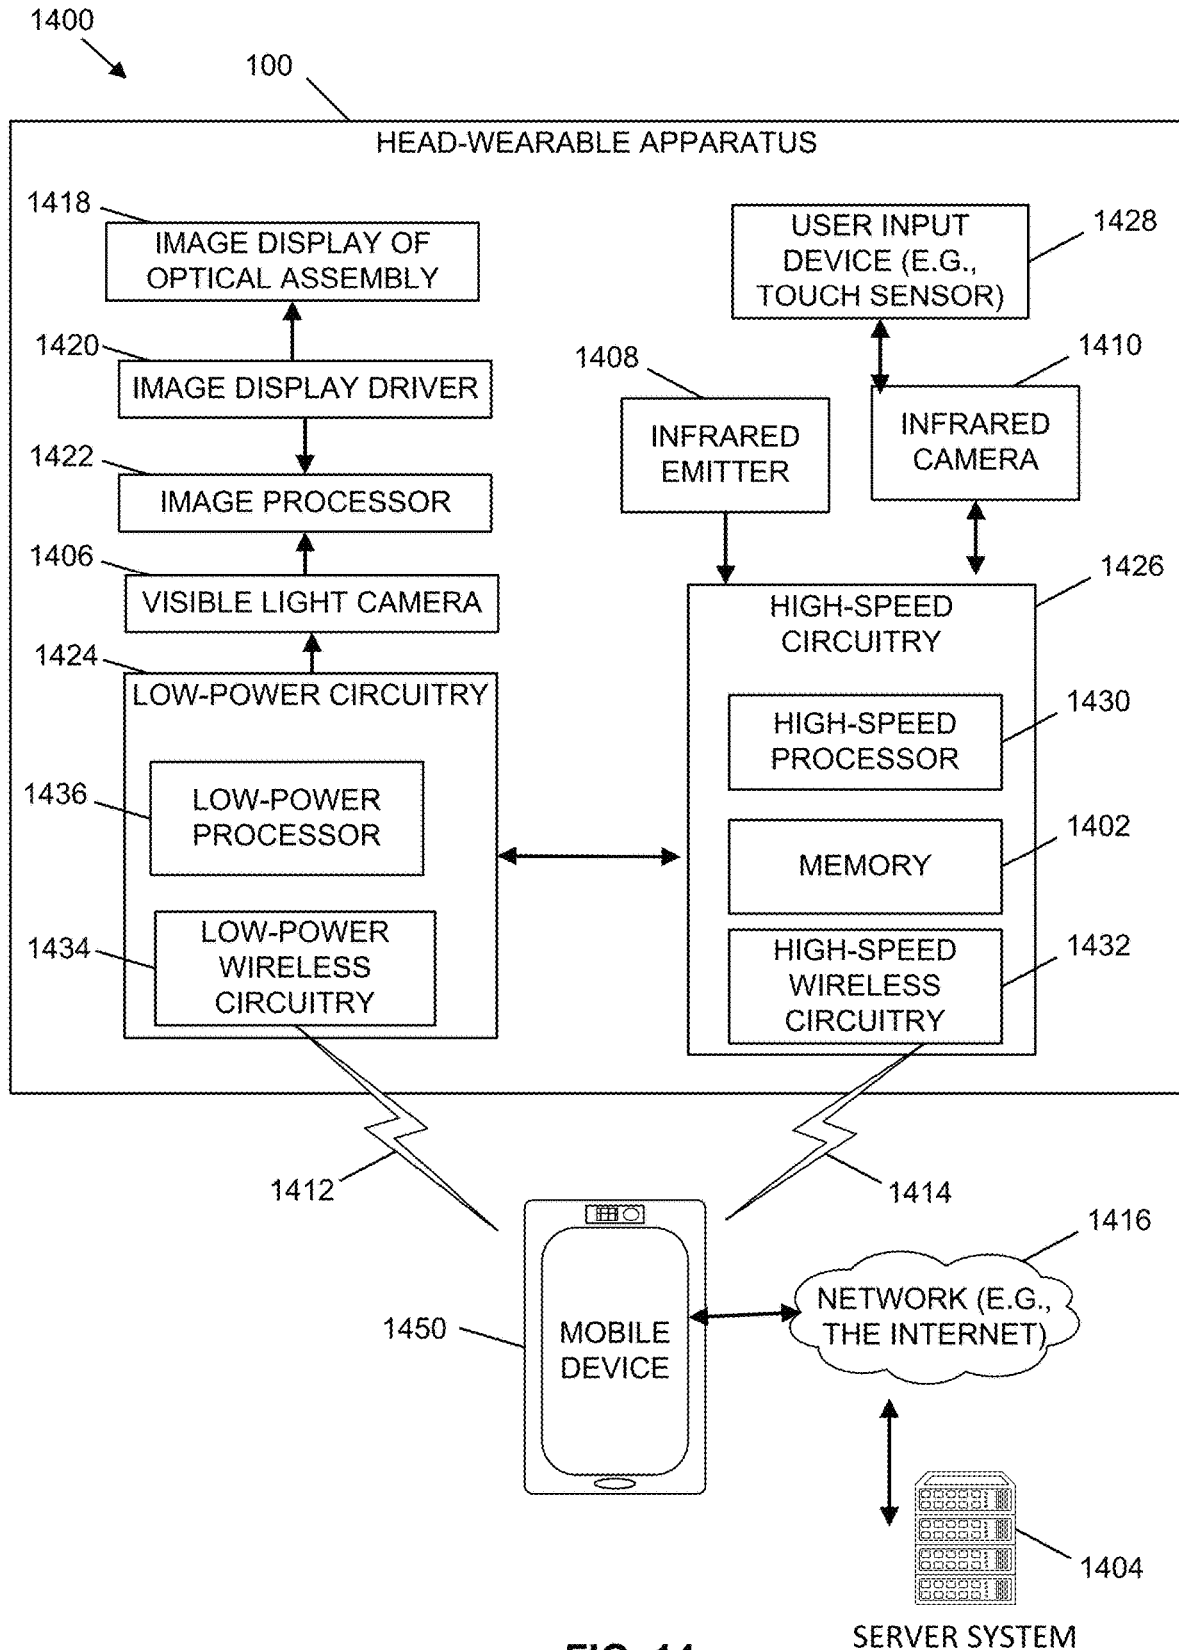 1400
100
HEAD-WEARABLE APPARATUS
1418
IMAGE DISPLAY OF
OPTICAL ASSEMBLY
USER INPUT
DEVICE (E.G.,
TOUCH SENSOR)
1428
1420
IMAGE DISPLAY DRIVER
1408
INFRARED
EMITTER
1410
INFRARED
CAMERA
1422
IMAGE PROCESSOR
1406
VISIBLE LIGHT CAMERA
1424
LOW-POWER CIRCUITRY
1436
LOW-POWER
PROCESSOR
1434
LOW-POWER
WIRELESS
CIRCUITRY
1426
HIGH-SPEED
CIRCUITRY
1430
HIGH-SPEED
PROCESSOR
1402
MEMORY
1432
HIGH-SPEED
WIRELESS
CIRCUITRY
1412
1414
1416
NETWORK (E.G.,
THE INTERNET)
1450
MOBILE
DEVICE
1404
SERVER SYSTEM
FIG. 14